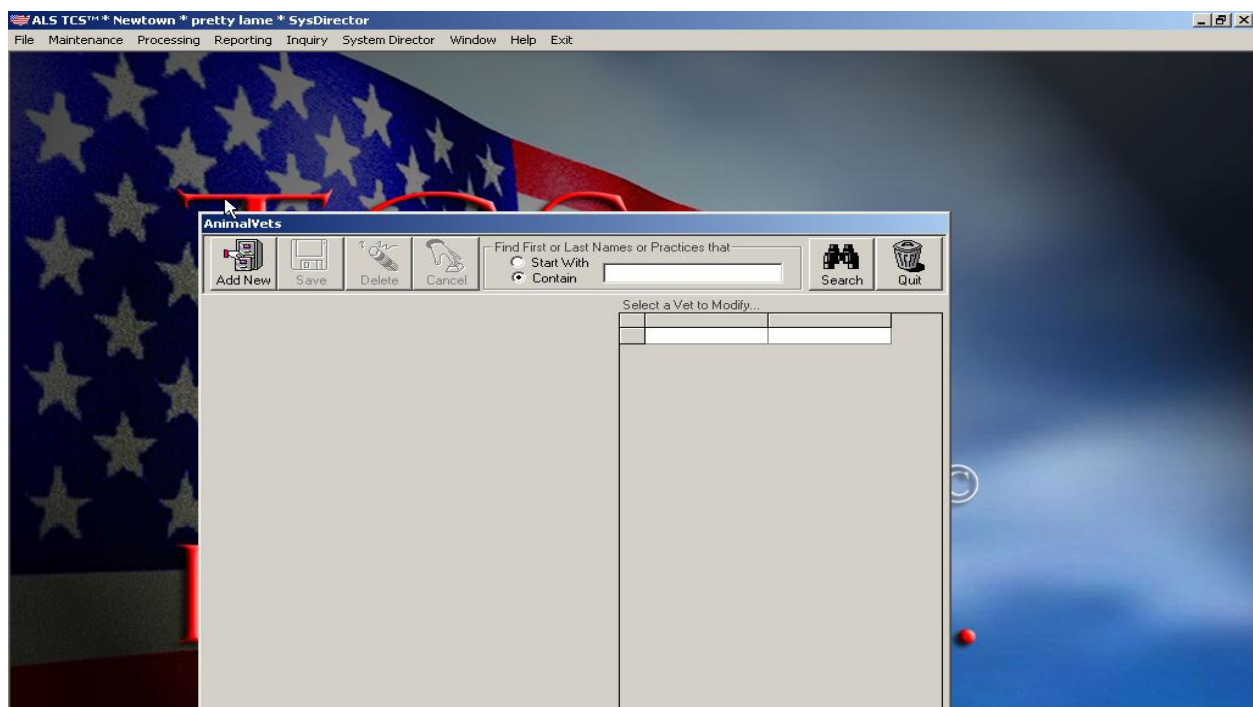 ALS TCS™ * Newtown * pretty lame * SysDirector
File Maintenance Processing Reporting Inquiry System Director Window Help Exit
AnimalVets
Find First or Last Names or Practices that
Start With
Contain
Add New Save Delete Cancel Search Quit
Select a Vet to Modify...
©